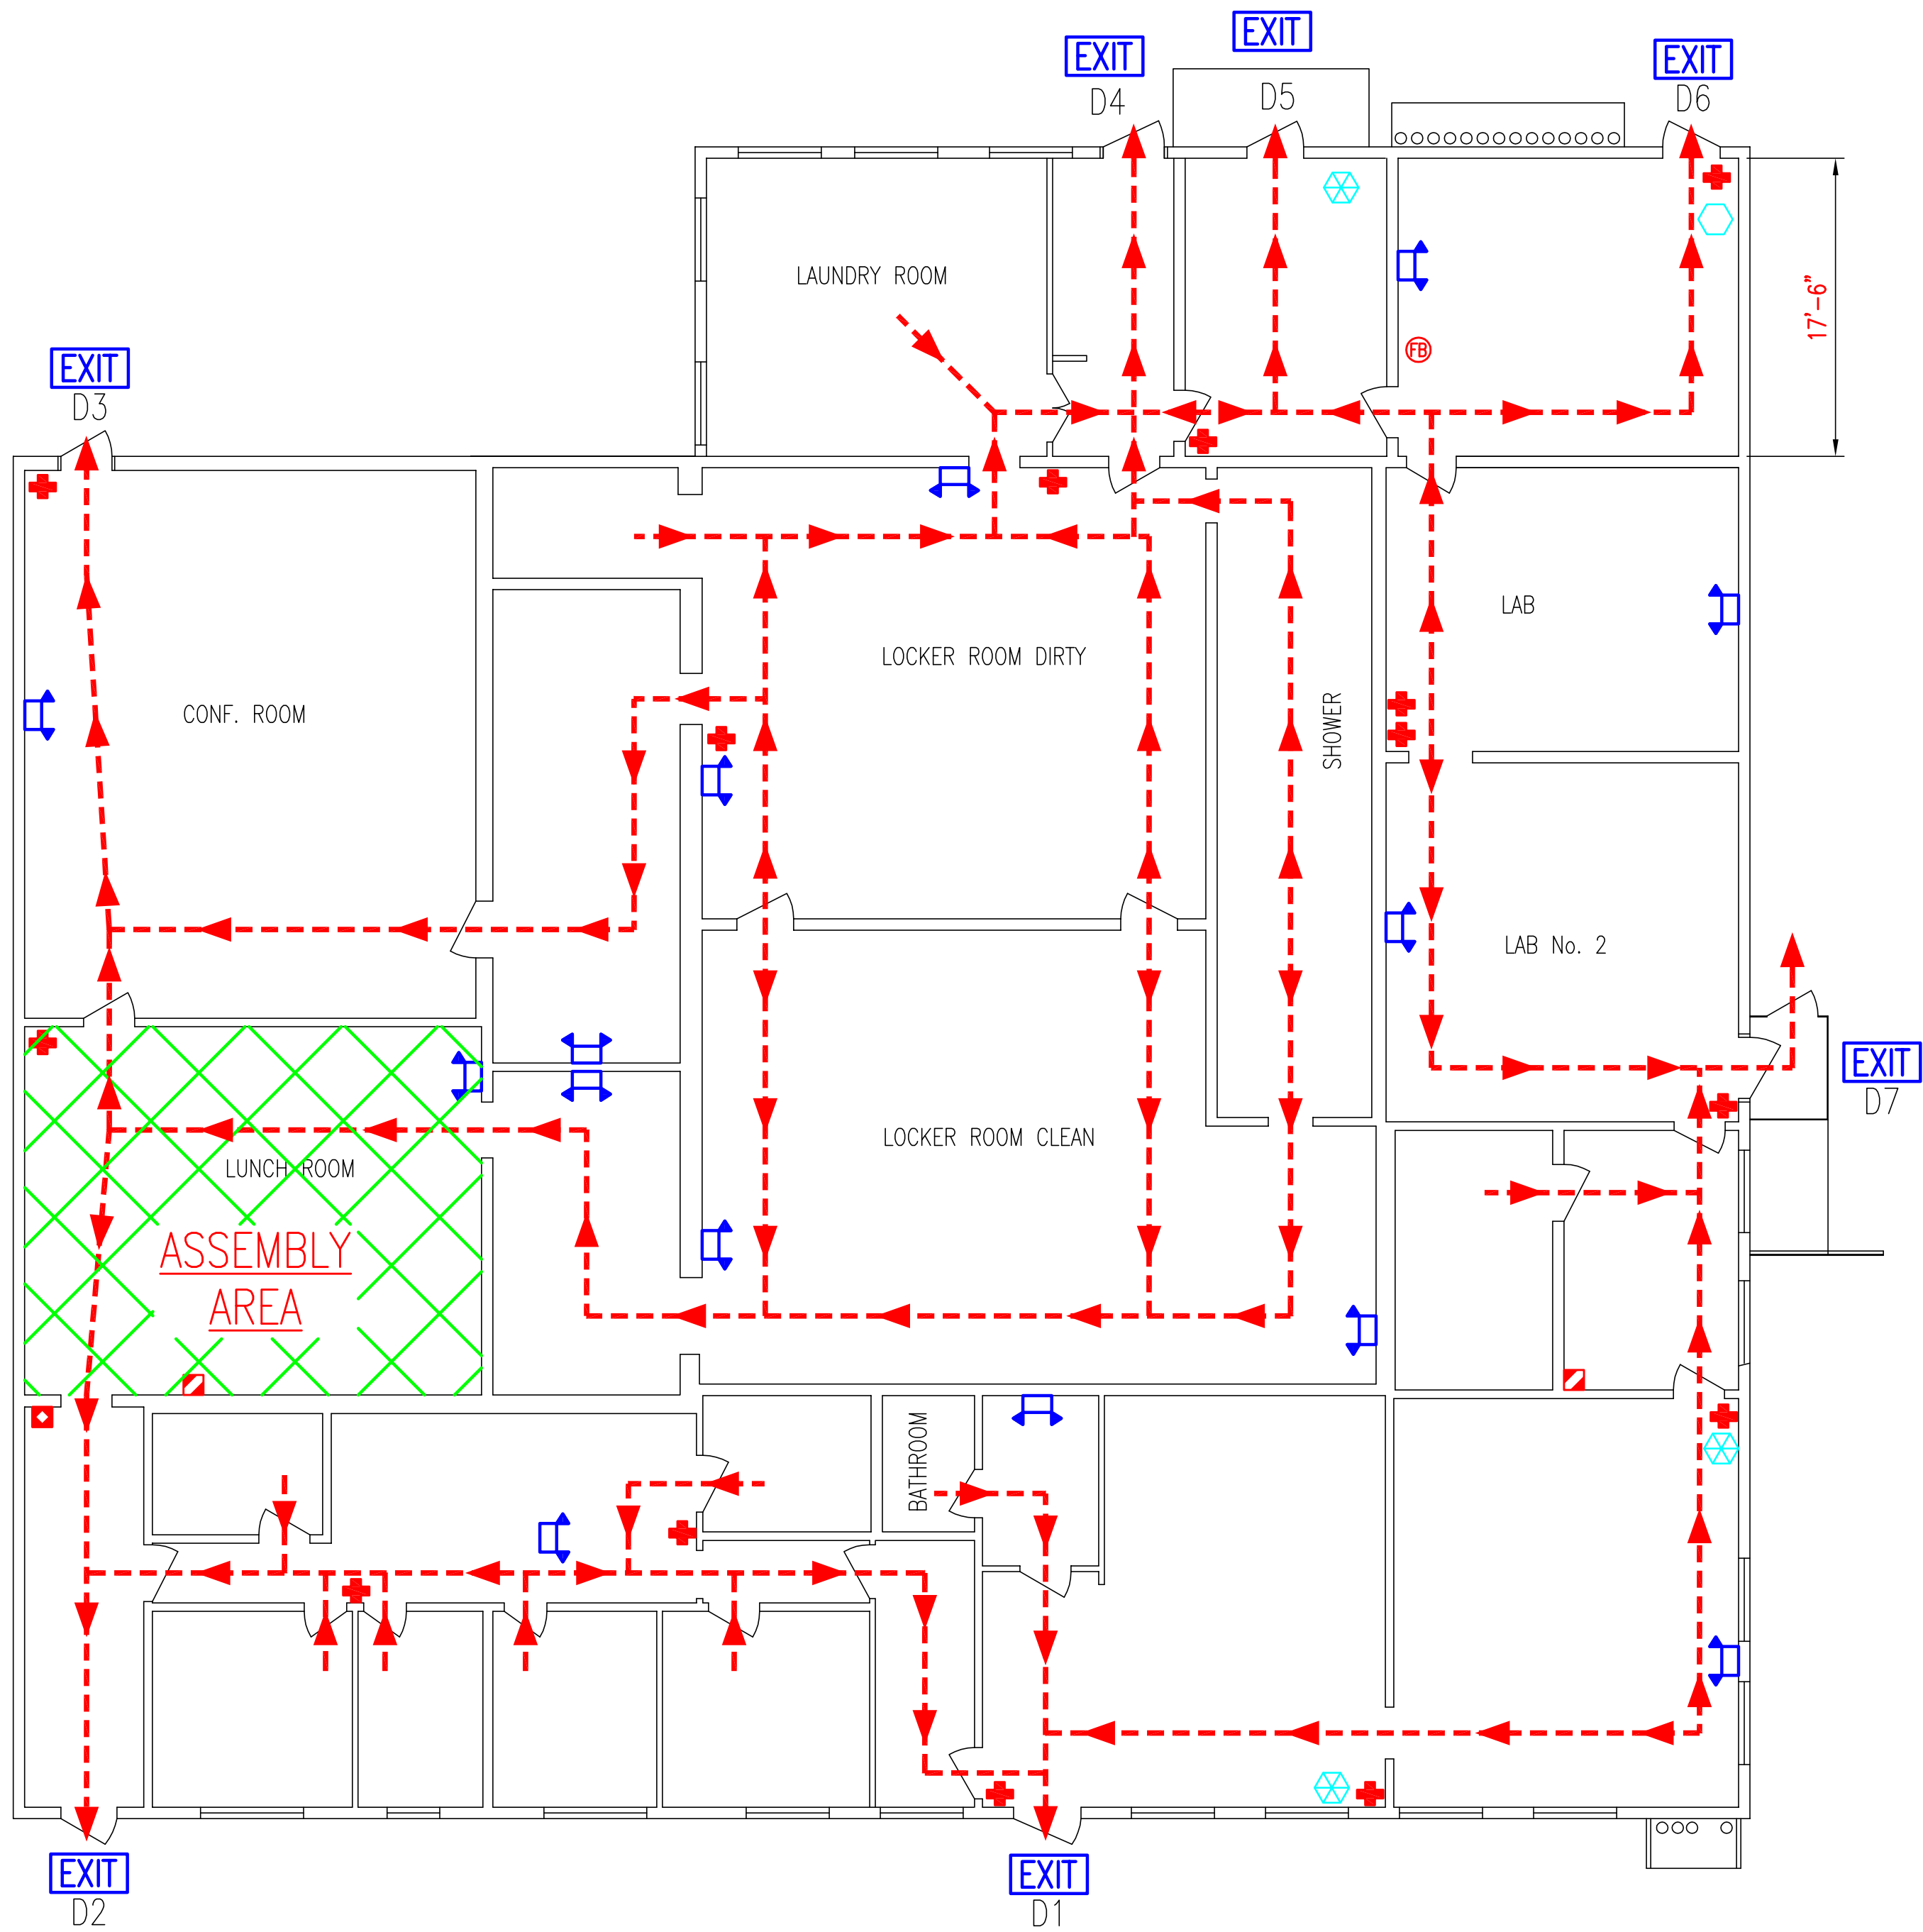 EXIT
D5
EXIT
D4
EXIT
D6
LAUNDRY ROOM
17'-6"
FB
EXIT
D3
LAB
LOCKER ROOM DIRTY
CONF. ROOM
SHOWER
LAB No. 2
EXIT
D7
LOCKER ROOM CLEAN
LUNCH ROOM
ASSEMBLY
AREA
BATHROOM
EXIT
D2
EXIT
D1